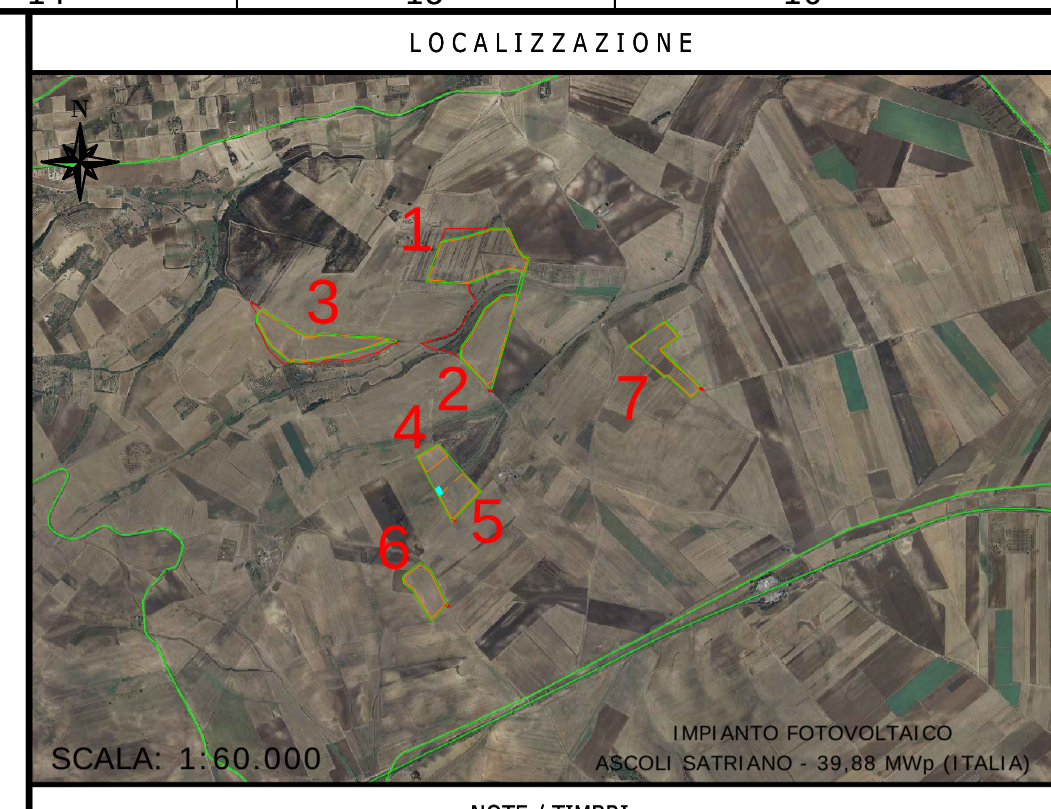 LOCALIZZAZIONE
N
1
3
2
7
4
5
6
IMPIANTO FOTOVOLTAICO
SCALA: 1:60.000
ASCOLI SATRIANO - 39,88 MWp (ITALIA)
NOTE / TIMBRI